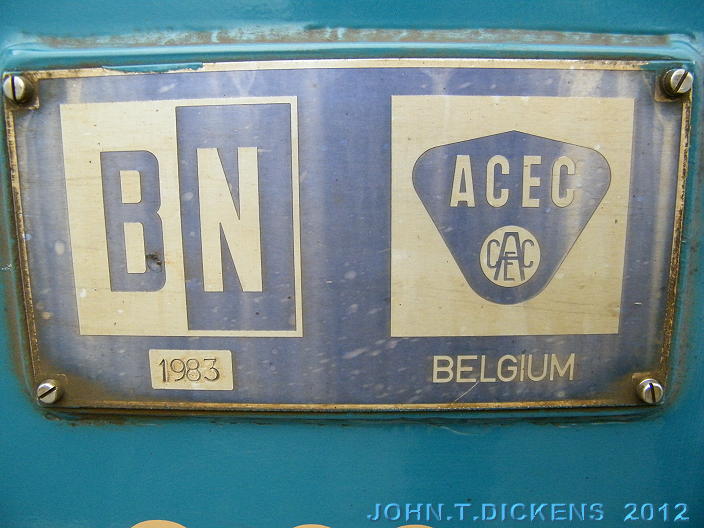 BN
ACEC
ACEC
1983
BELGIUM
JOHN.T.DICKENS 2012